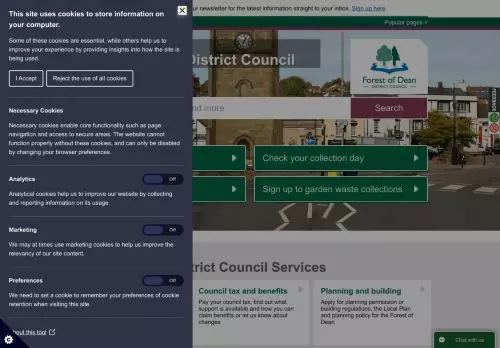 This site uses cookies to store information on
your computer.
Some of these cookies are essential, while others help us to
improve your experience by providing insights into how the site is
being used.
I Accept
Reject the use of all cookies
Necessary Cookies
Necessary cookies enable core functionality such as page
navigation and access to secure areas. The website cannot
function properly without these cookies, and can only be disabled
by changing your browser preferences.
Analytics
Off
Analytical cookies help us to improve our website by collecting
and reporting information on its usage.
Marketing
Off
We may at times use marketing cookies to help us improve the
relevancy of our site content.
Preferences
Off
We need to set a cookie to remember your preferences of cookie
retention when visiting this site.
About this tool
ur newsletter for the latest information straight to your inbox. Sign up here
Popular pages >
District Council
Forest of Dean
DISTRICT COUNCIL
nd more
Search
Check your collection day
Sign up to garden waste collections
trict Council Services
Council tax and benefits
Pay your council tax, find out what
support is available and how you can
claim benefits or let us know about
changes
Planning and building
Apply for permission planning or
building regulations, the Local Plan
and planning policy for the Forest of
Dean
Chat with us